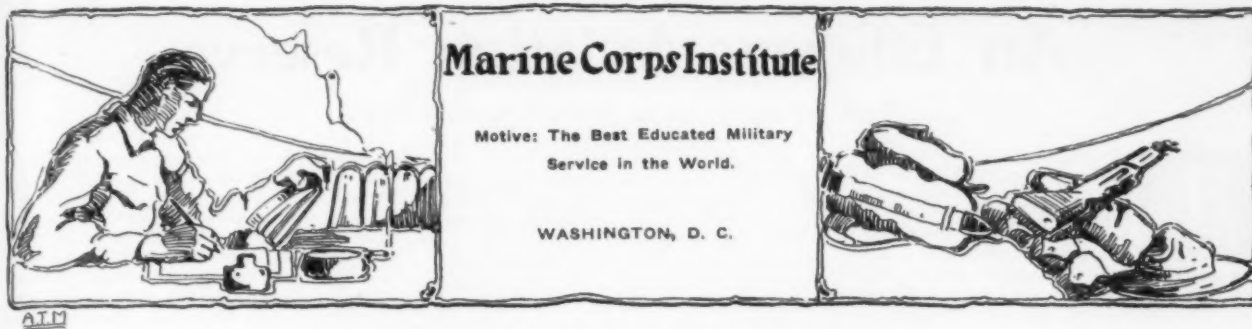 Marine Corps Institute
Motive: The Best Educated Military
Service in the World.
WASHINGTON, D. C.
A.T.M